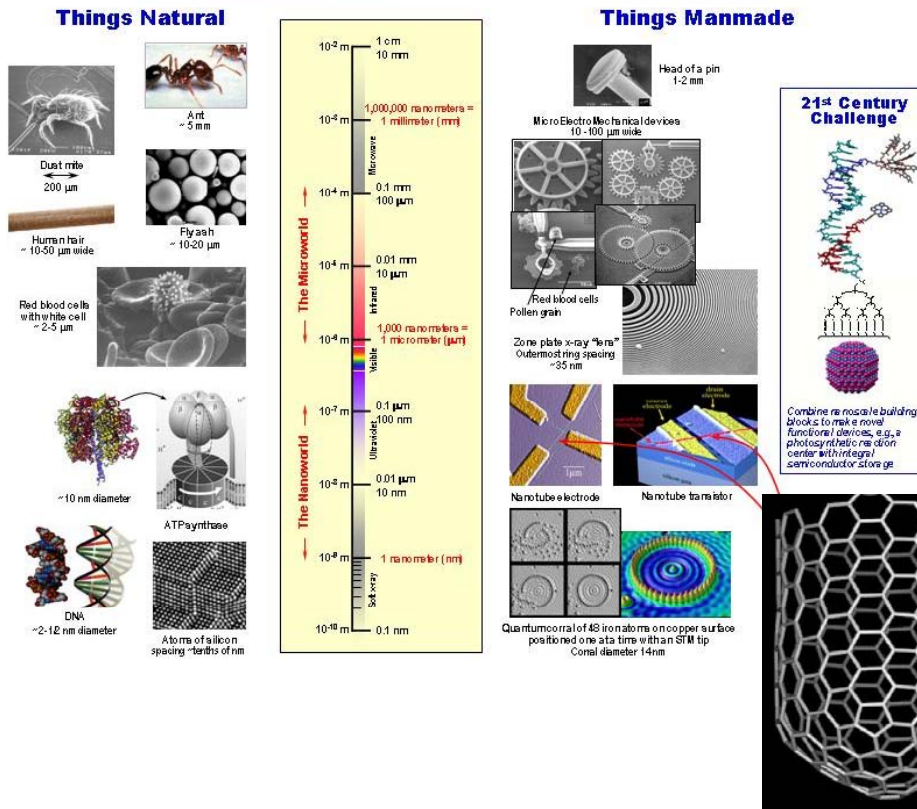 Things Natural
Things Manmade
Ant
~ 5 mm
Dust mite
200 µm
Human hair
~ 10-50 µm wide
Fly ash
~ 10-20 µm
Red blood cells
with white cell
~ 2-5 µm
~10 nm diameter
ATP synthase
DNA
~2-1/2 nm diameter
Atoms of silicon
spacing ~tenths of nm
10-2 m
1 cm
10 mm
1,000,000 nanometers =
10-3 m
1 millimeter (mm)
Microwave
10-4 m
0.1 mm
100 µm
The Microworld
10-4 m
0.01 mm
10 µm
Infrared
1,000 nanometers =
10-6 m
1 micrometer (µm)
Visible
10-7 m
0.1 µm
100 nm
The Nanoworld
Ultraviolet
10-8 m
0.01 µm
10 nm
10-9 m
1 nanometer (nm)
Soft x-ray
10-10 m
0.1 nm
Head of a pin
1-2 mm
MicroElectroMechanical devices
10 -100 µm wide
Red blood cells
Pollen grain
Zone plate x-ray "lens"
Outermost ring spacing
~35 nm
1µm
drain
electrode
electrode
Nanotube electrode
Nanotube transistor
Quantum corral of 48 iron atoms on copper surface
positioned one at a time with an STM tip
Corral diameter 14 nm
21st Century
Challenge
Combine nanoscale building
blocks to make novel
functional devices, e.g., a
photosynthetic reaction
center with integral
semiconductor storage